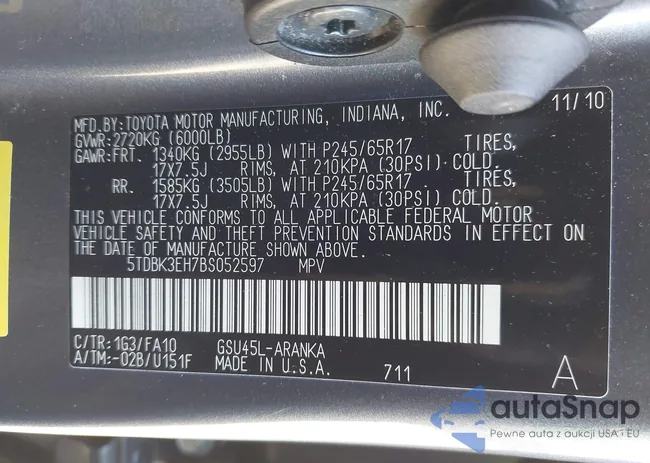 MFD.BY:TOYOTA MOTOR MANUFACTURING, INDIANA, INC. 11/10
GVWR:2720KG (6000LB)
GAWR:FRT. 1340KG (2955LB) WITH P245/65R17 TIRES,
17X7.5J RIMS, AT 210KPA (30PSI) COLD.
RR. 1585KG (3505LB) WITH P245/65R17 TIRES,
17X7.5J RIMS, AT 210KPA (30PSI) COLD.
THIS VEHICLE CONFORMS TO ALL APPLICABLE FEDERAL MOTOR
VEHICLE SAFETY AND THEFT PREVENTION STANDARDS IN EFFECT ON
THE DATE OF MANUFACTURE SHOWN ABOVE.
5TDBK3EH7BS052597 MPV
C/TR:1G3/FA10 GSU45L-ARANKA
A/TM:-02B/U151F MADE IN U.S.A. 711 A
autaSnap
Pewne auta z aukcji USA i EU